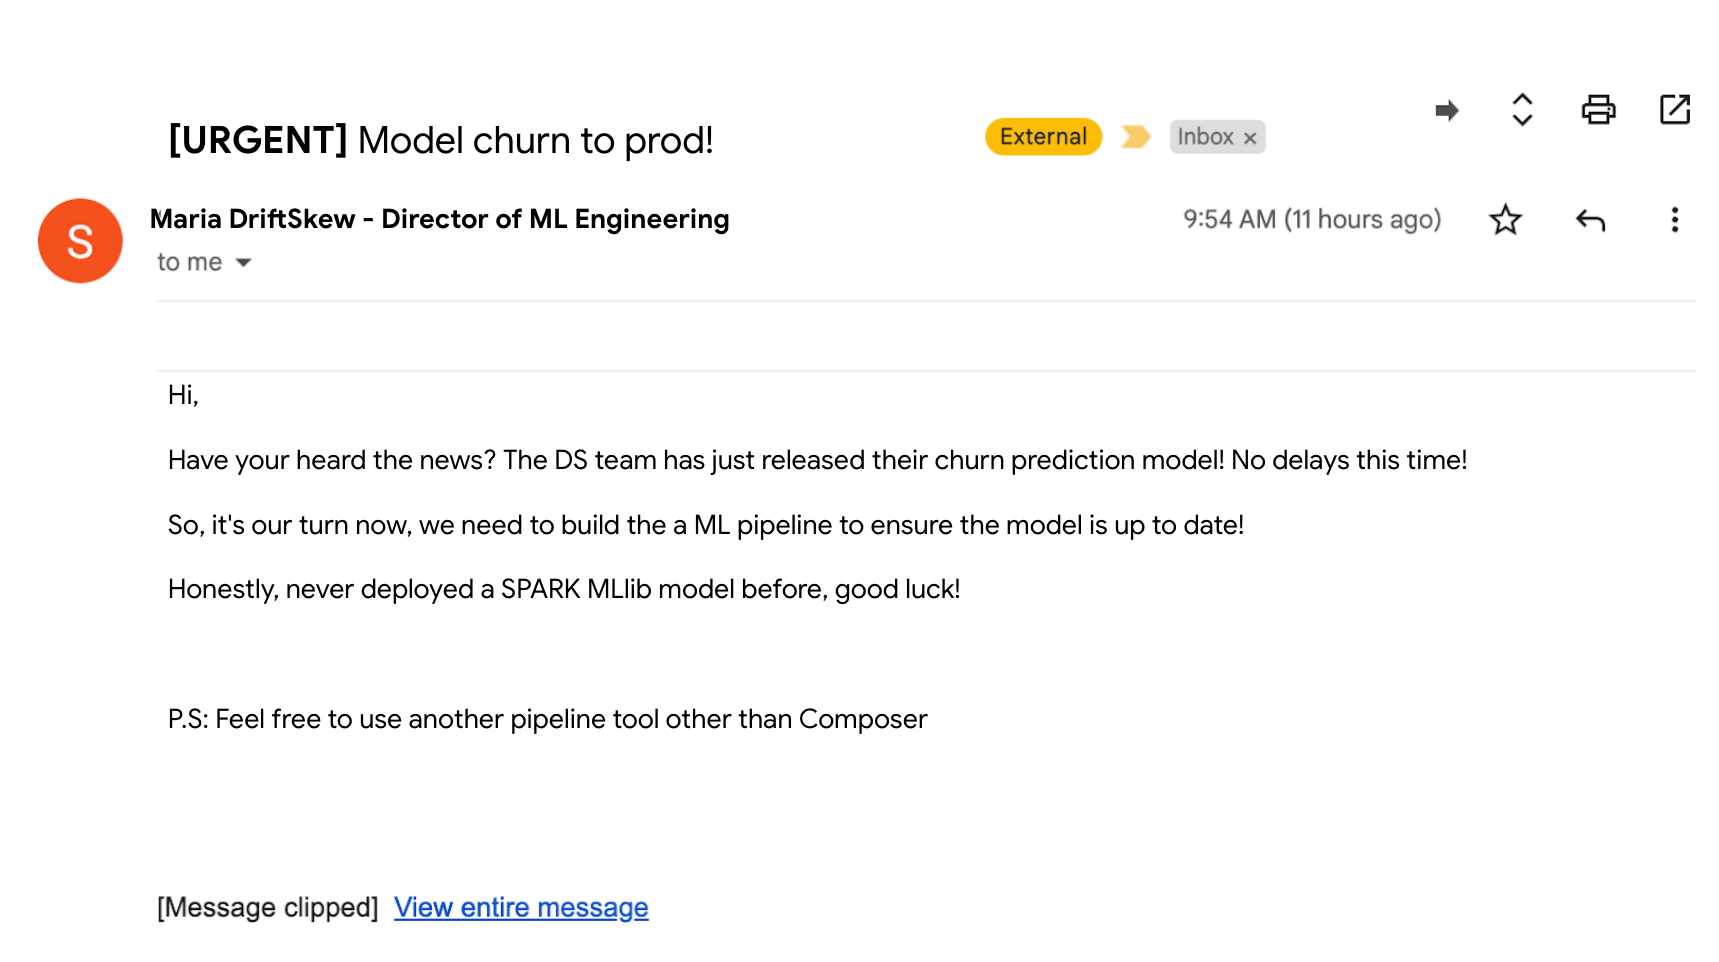 [URGENT] Model churn to prod!
External
Inbox ×
S
Maria DriftSkew - Director of ML Engineering
9:54 AM (11 hours ago)
to me
Hi,
Have your heard the news? The DS team has just released their churn prediction model! No delays this time!
So, it's our turn now, we need to build the a ML pipeline to ensure the model is up to date!
Honestly, never deployed a SPARK MLlib model before, good luck!
P.S: Feel free to use another pipeline tool other than Composer
[Message clipped] View entire message